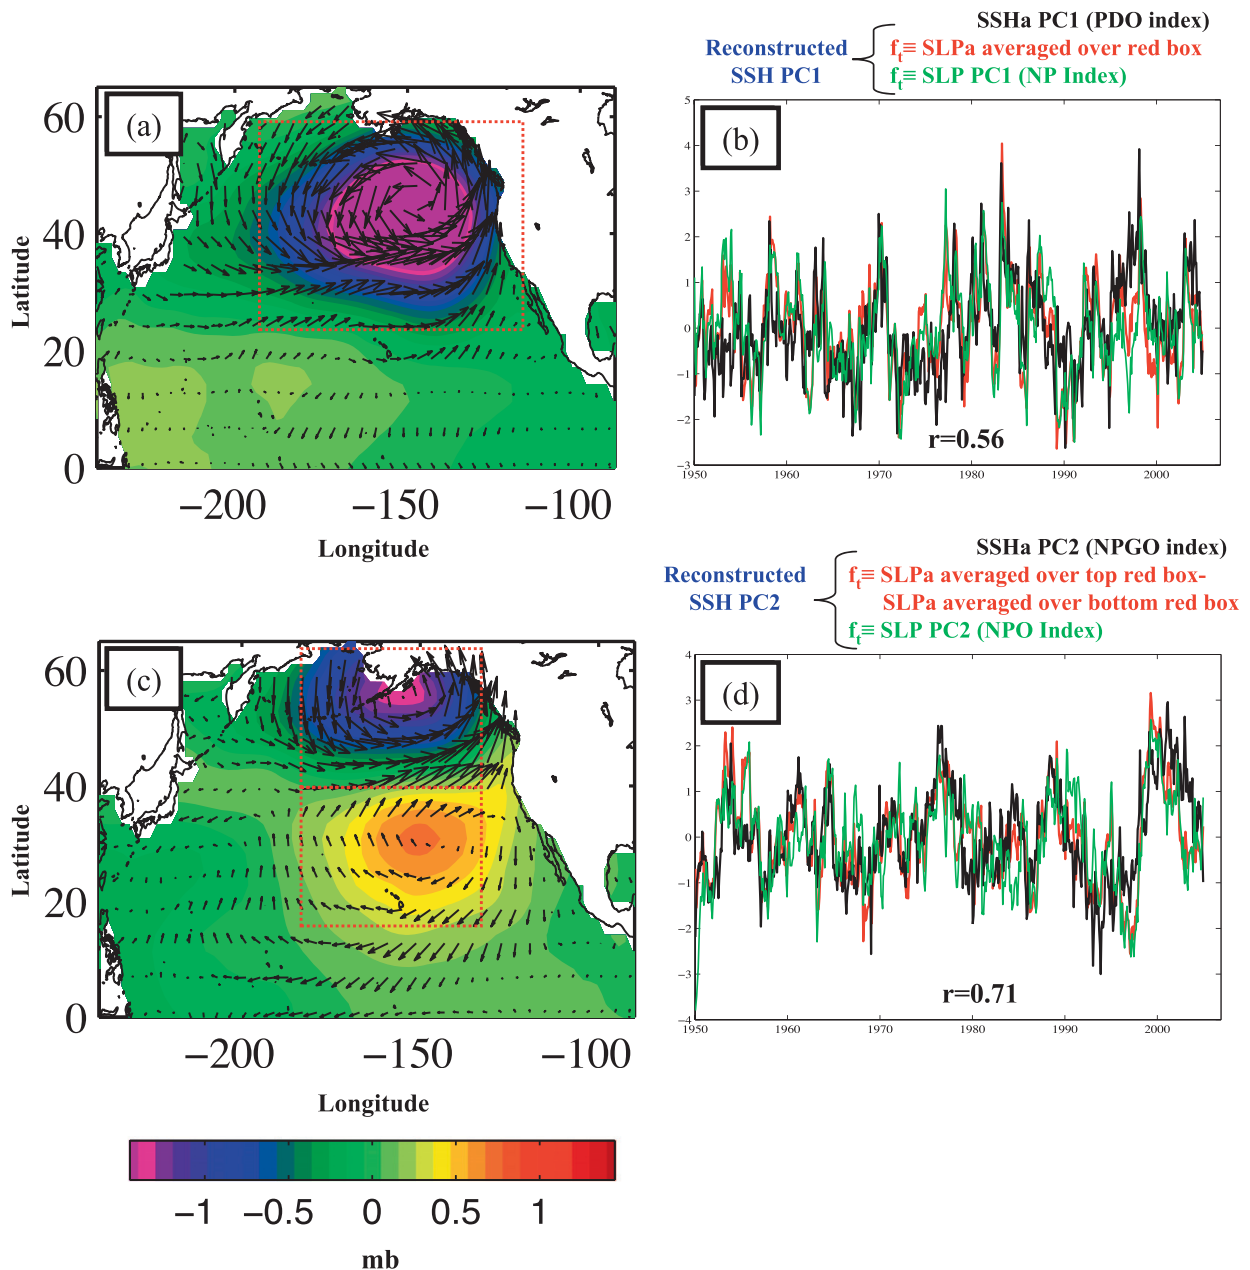 SSHa PC1 (PDO index)
Reconstructed
SSH PC1
ft≡ SLPa averaged over red box
ft≡ SLP PC1 (NP Index)
(a)
60
40
20
0
Latitude
−200
−150
−100
Longitude
(b)
5
4
3
2
1
0
−1
−2
−3
r=0.56
1950
1960
1970
1980
1990
2000
SSHa PC2 (NPGO index)
Reconstructed
SSH PC2
ft≡ SLPa averaged over top red box-
SLPa averaged over bottom red box
ft≡ SLP PC2 (NPO Index)
(c)
60
40
20
0
Latitude
−200
−150
−100
Longitude
(d)
4
3
2
1
0
−1
−2
−3
−4
r=0.71
1950
1960
1970
1980
1990
2000
−1
−0.5
0
0.5
1
mb